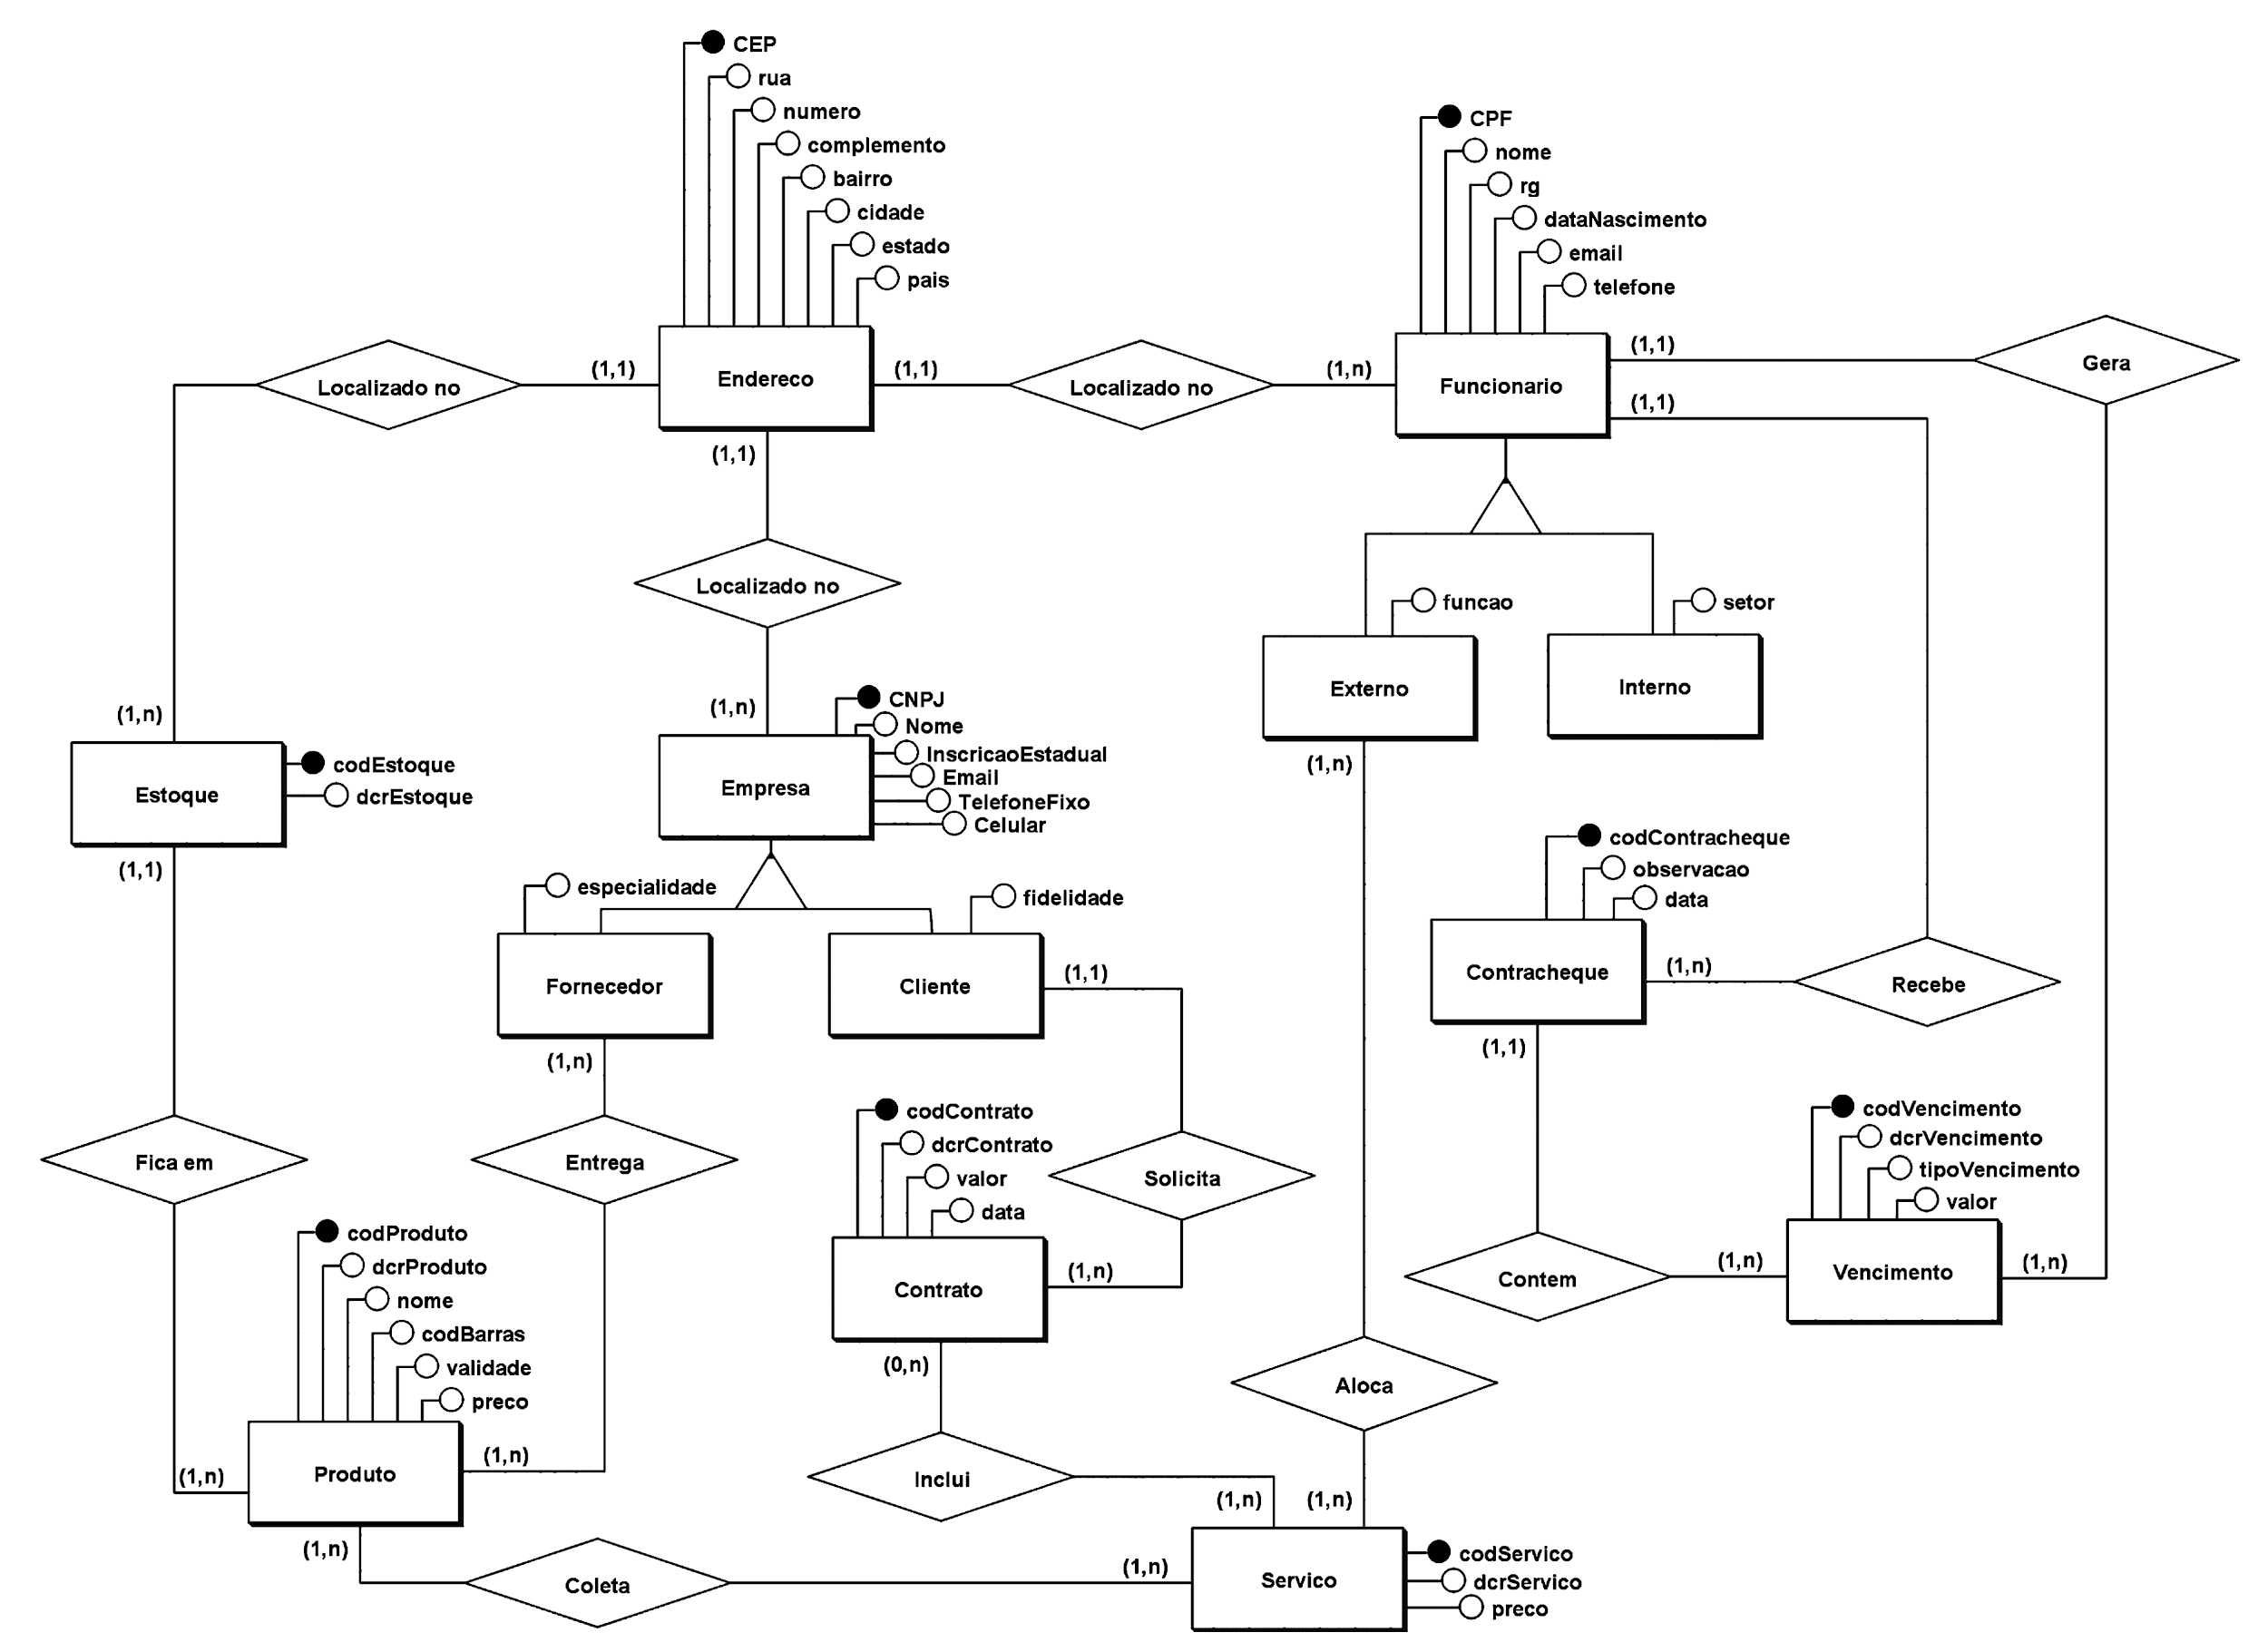 CEP
rua
numero
complemento
bairro
cidade
estado
pais
CPF
nome
rg
dataNascimento
email
telefone
Localizado no
(1,1)
Endereco
(1,1)
Localizado no
(1,n)
Funcionario
(1,1)
(1,1)
Gera
(1,1)
Localizado no
funcao
setor
Externo
Interno
(1,n)
(1,n)
CNPJ
Nome
InscricaoEstadual
Email
TelefoneFixo
Celular
Empresa
Estoque
codEstoque
dcrEstoque
(1,n)
(1,1)
especialidade
fidelidade
Fornecedor
Cliente
(1,1)
codContracheque
observacao
data
Contracheque
(1,n)
Recebe
(1,n)
(1,1)
codContrato
dcrContrato
valor
data
Solicita
Fica em
Entrega
codVencimento
dcrVencimento
tipoVencimento
valor
Contrato
(1,n)
Contem
(1,n)
Vencimento
(1,n)
codProduto
dcrProduto
nome
codBarras
validade
preco
(0,n)
Aloca
(1,n)
Produto
(1,n)
Inclui
(1,n)
(1,n)
(1,n)
Coleta
(1,n)
Servico
codServico
dcrServico
preco